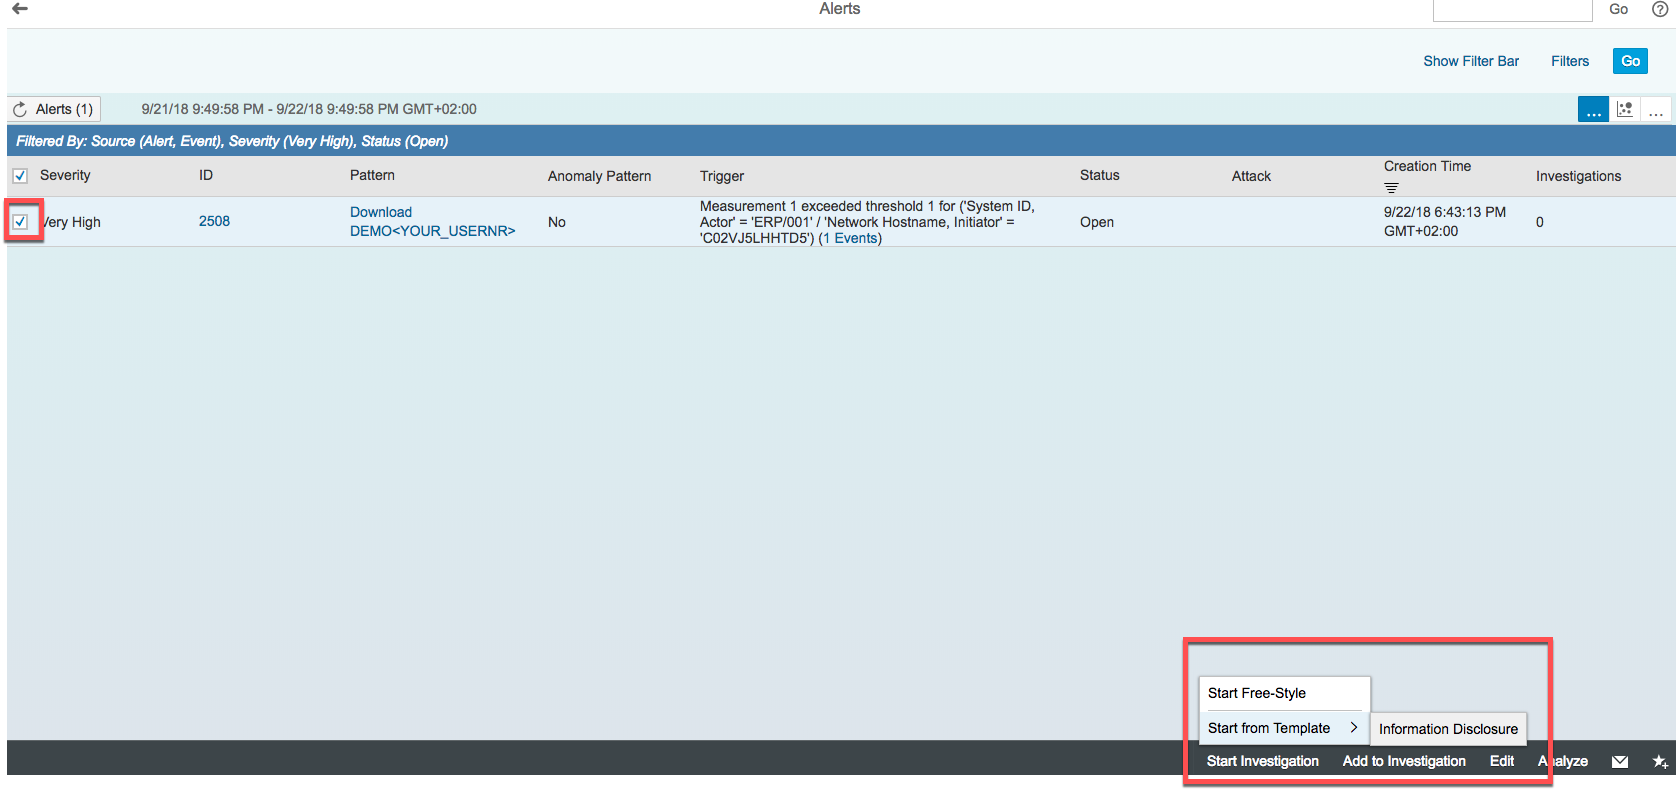 Alerts
Go
Show Filter Bar
Filters
Go
Alerts (1)
9/21/18 9:49:58 PM - 9/22/18 9:49:58 PM GMT+02:00
...
...
Filtered By: Source (Alert, Event), Severity (Very High), Status (Open)
Severity
ID
Pattern
Anomaly Pattern
Trigger
Status
Attack
Creation Time
Investigations
Very High
2508
Download
DEMO<YOUR_USERNR>
No
Measurement 1 exceeded threshold 1 for ('System ID,
Actor' = 'ERP/001' / 'Network Hostname, Initiator' =
'C02VJ5LHHTD5') (1 Events)
Open
9/22/18 6:43:13 PM
GMT+02:00
0
Start Free-Style
Start from Template
Information Disclosure
Start Investigation
Add to Investigation
Edit
Analyze